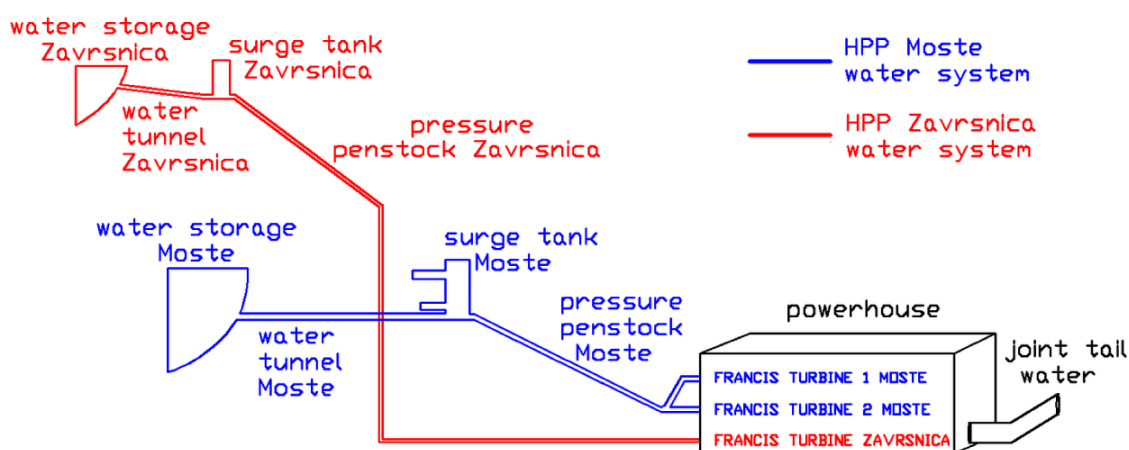 water storage
Zavrsnica
surge tank
Zavrsnica
HPP Moste
water system
water
tunnel
Zavrsnica
pressure
penstock Zavrsnica
HPP Zavrsnica
water system
water storage
Moste
surge tank
Moste
water
tunnel
Moste
pressure
penstock
Moste
powerhouse
joint tail
water
FRANCIS TURBINE 1 MOSTE
FRANCIS TURBINE 2 MOSTE
FRANCIS TURBINE ZAVRSNICA